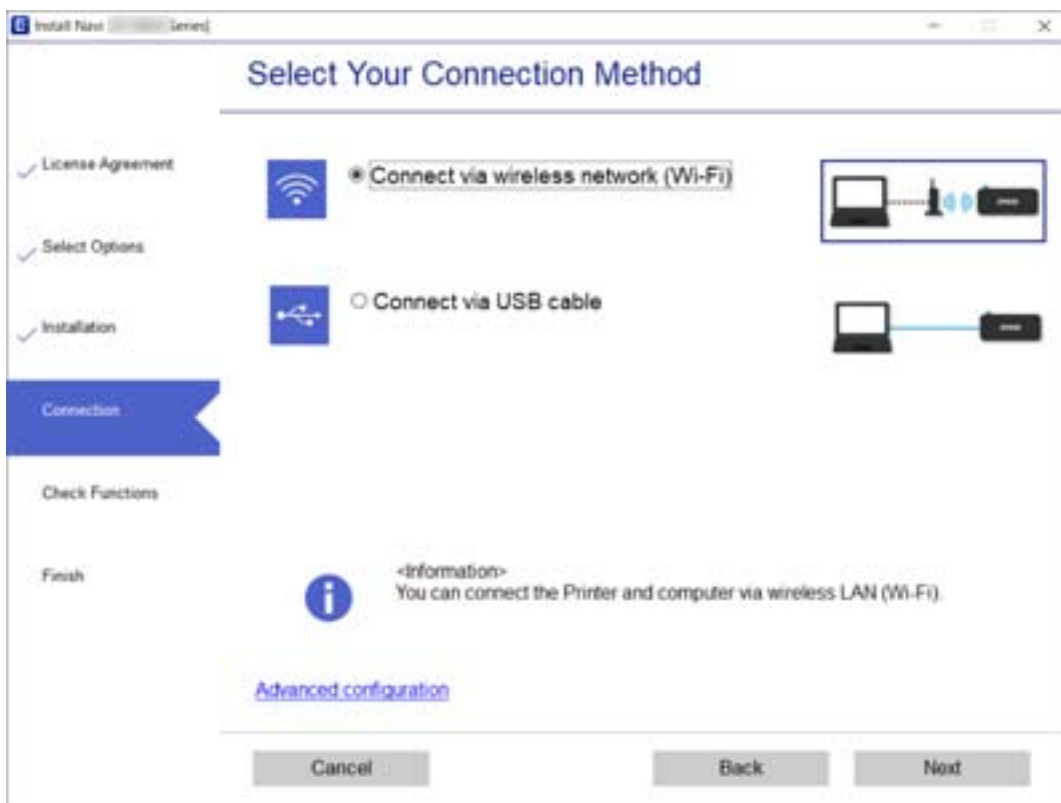 Install Navi Series]
Select Your Connection Method
License Agreement
Select Options
Installation
Connection
Check Functions
Finish
Connect via wireless network (Wi-Fi)
Connect via USB cable
<Information>
You can connect the Printer and computer via wireless LAN (Wi-Fi).
Advanced configuration
Cancel
Back
Next